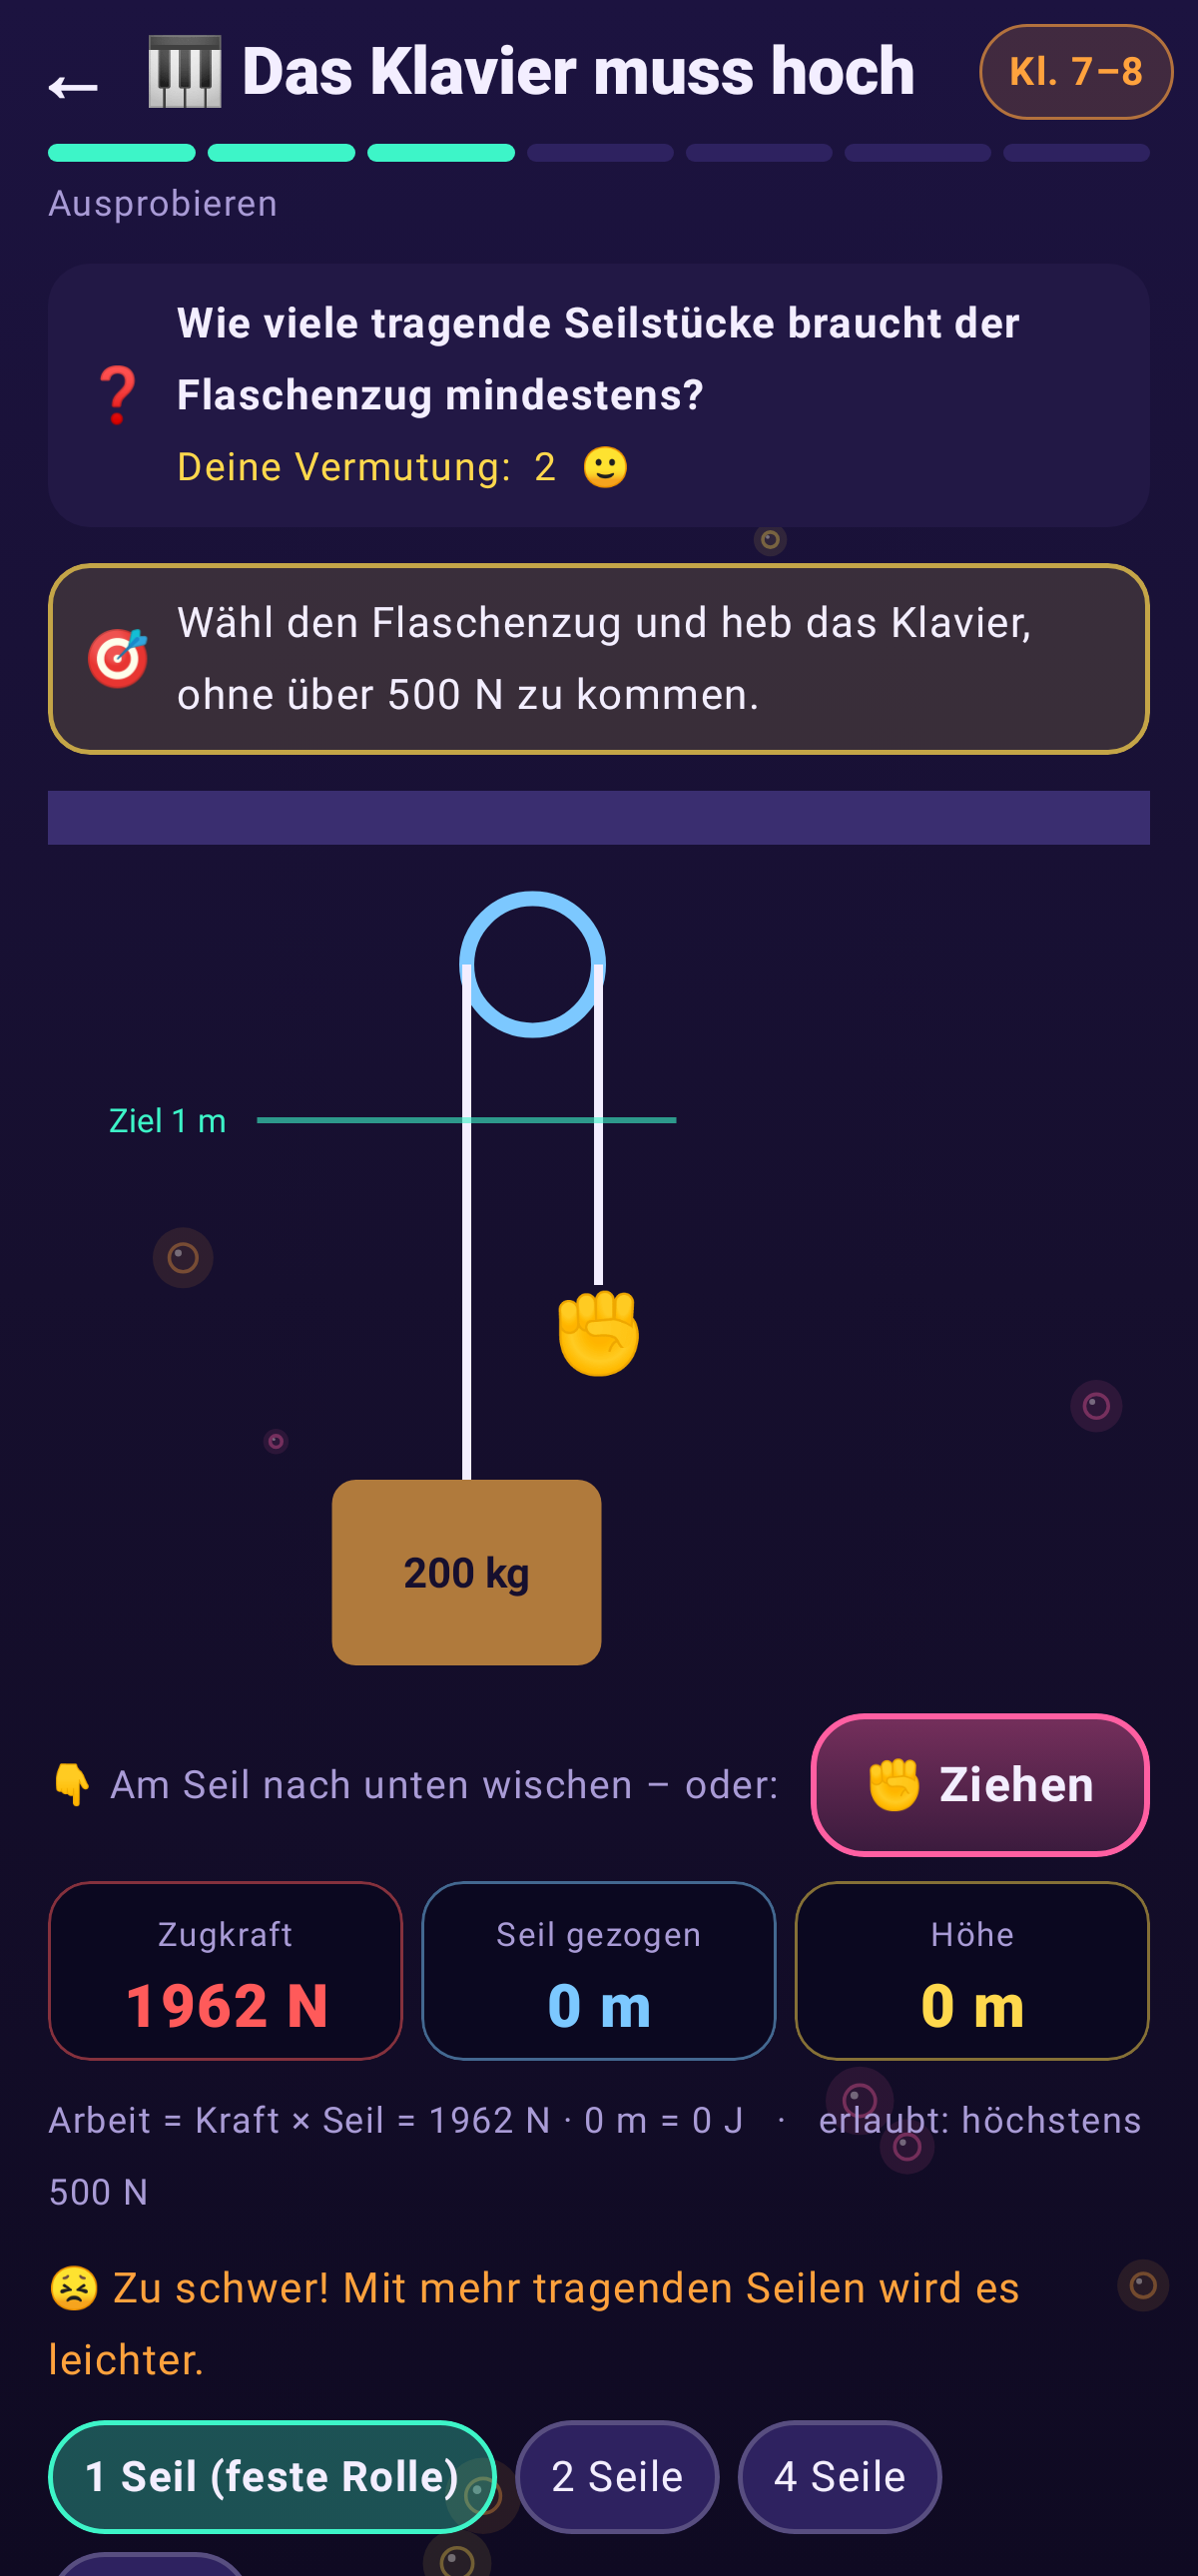 ← 🎹 Das Klavier muss hoch Kl. 7–8
Ausprobieren
❓ Wie viele tragende Seilstücke braucht der
Flaschenzug mindestens?
Deine Vermutung: 2 🙂
🎯 Wähl den Flaschenzug und heb das Klavier,
ohne über 500 N zu kommen.
Ziel 1 m
200 kg
👇 Am Seil nach unten wischen – oder: ✊ Ziehen
Zugkraft Seil gezogen Höhe
1962 N 0 m 0 m
Arbeit = Kraft × Seil = 1962 N · 0 m = 0 J · erlaubt: höchstens
500 N
😣 Zu schwer! Mit mehr tragenden Seilen wird es
leichter.
1 Seil (feste Rolle) 2 Seile 4 Seile